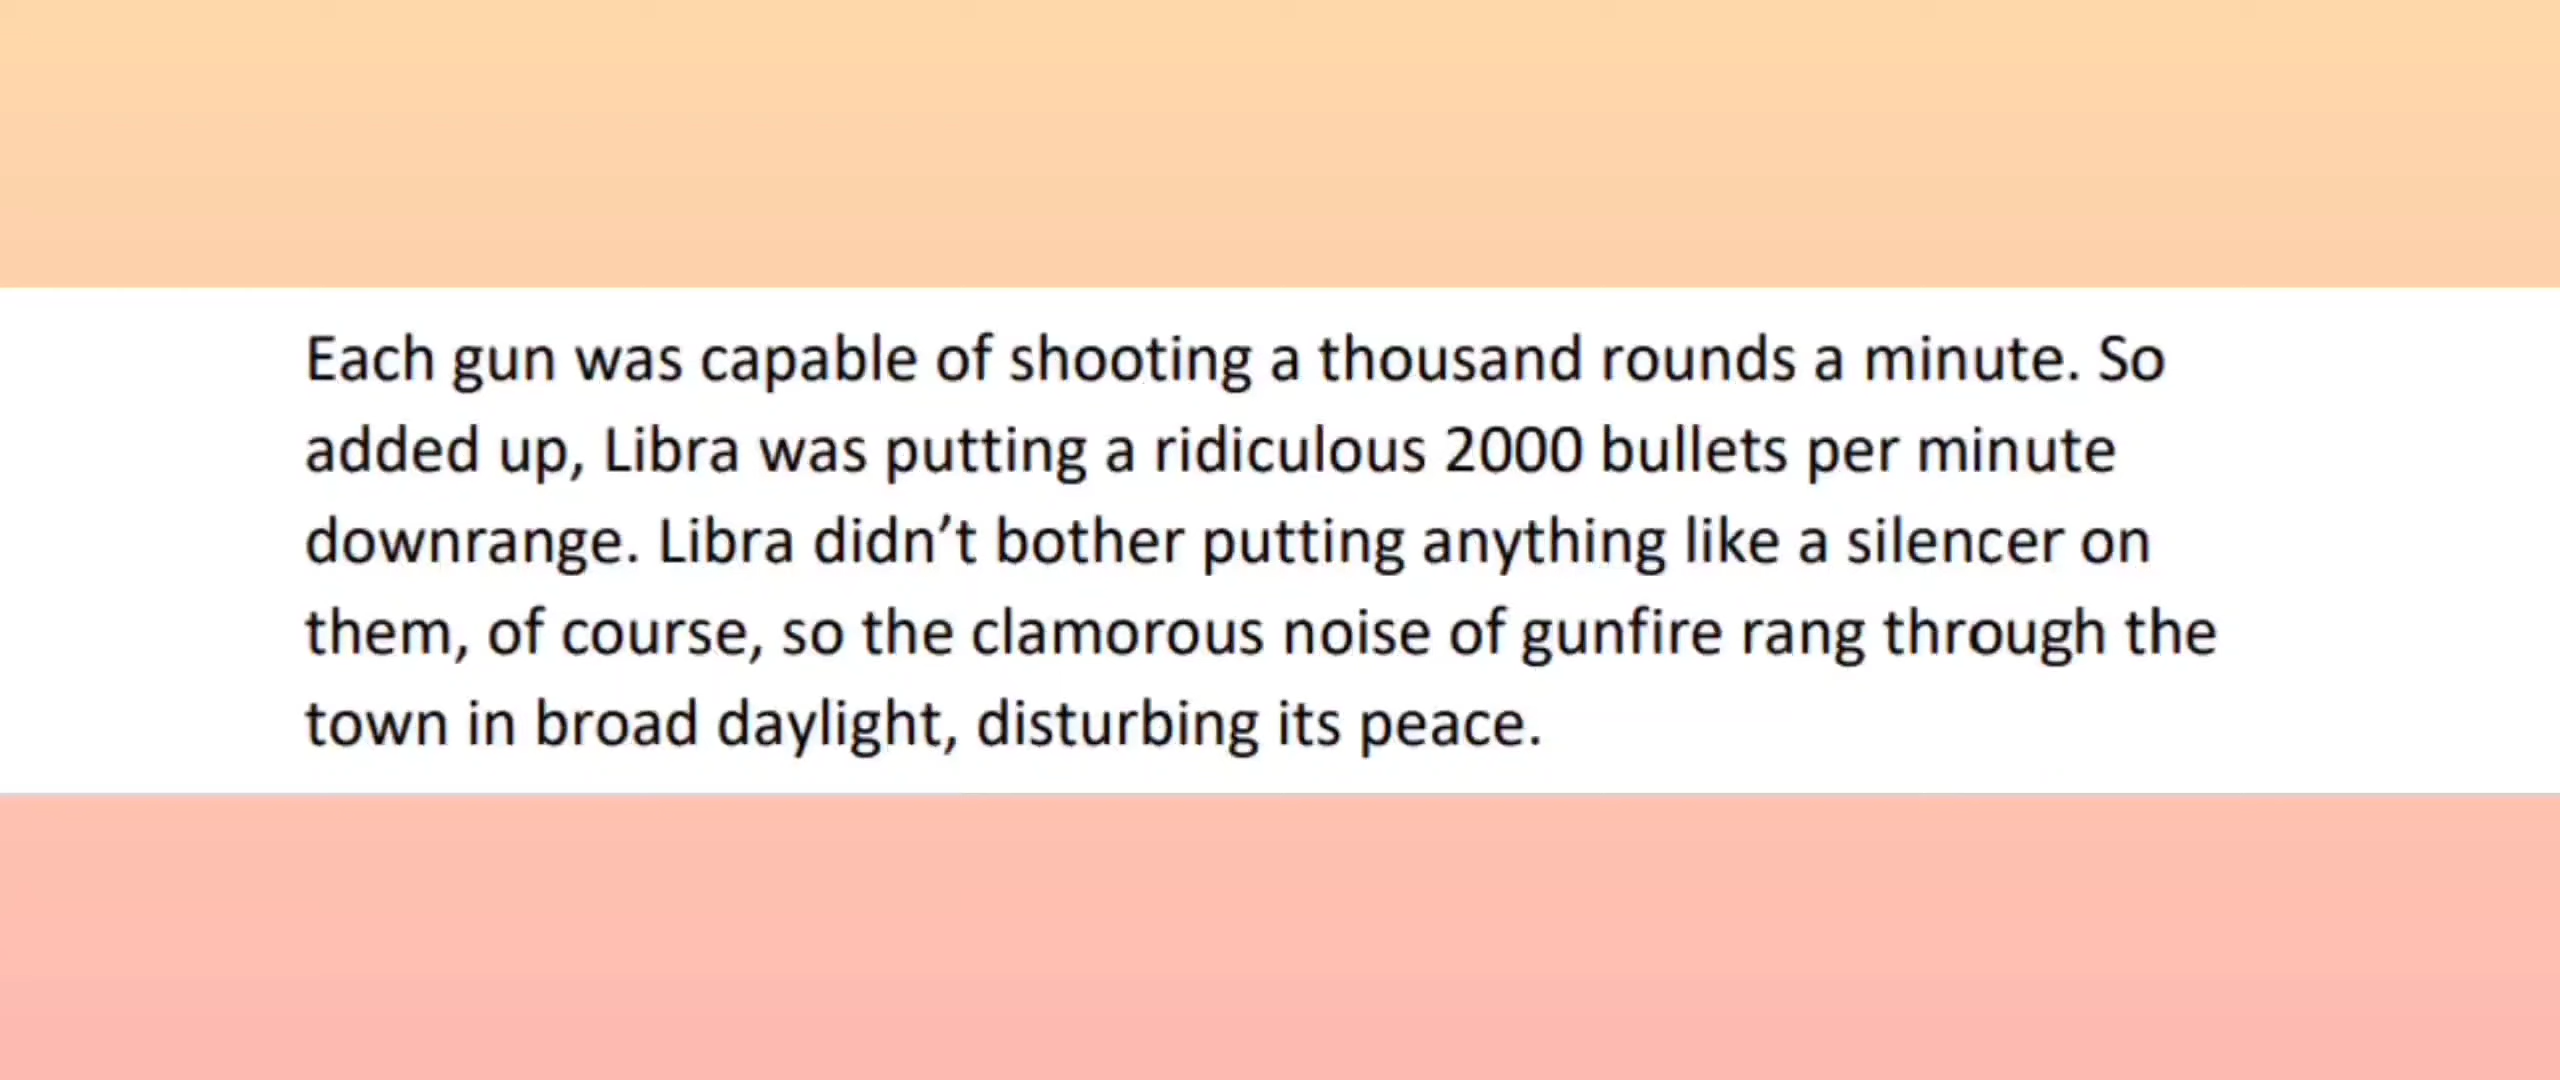 Each gun was capable of shooting a thousand rounds a minute. So
added up, Libra was putting a ridiculous 2000 bullets per minute
downrange. Libra didn’t bother putting anything like a silencer on
them, of course, so the clamorous noise of gunfire rang through the
town in broad daylight, disturbing its peace.